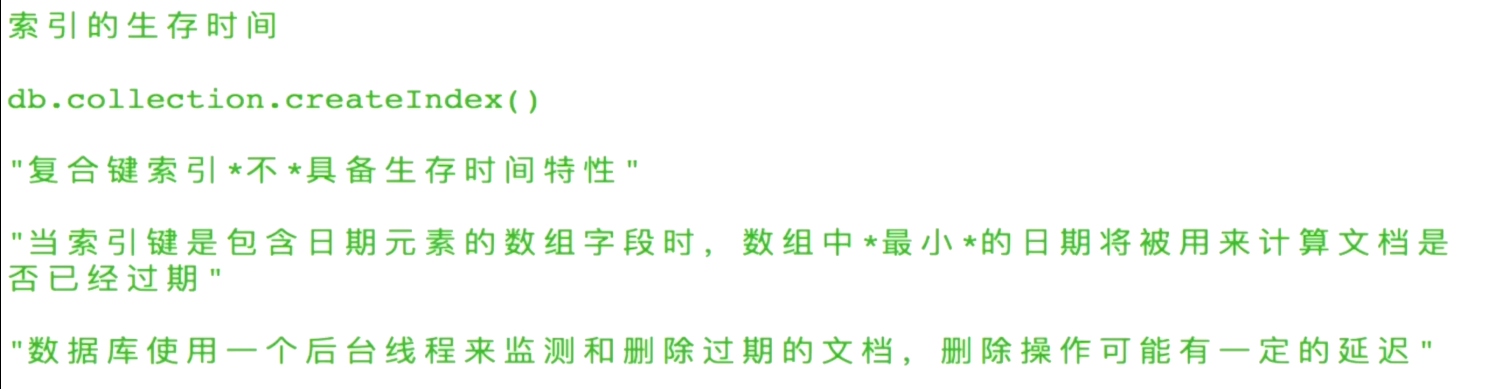 索引的生存时间
db.collection.createIndex()
"复合键索引*不*具备生存时间特性"
"当索引键是包含日期元素的数组字段时，数组中*最小*的日期将被用来计算文档是
否已经过期"
"数据库使用一个后台线程来监测和删除过期的文档，删除操作可能有一定的延迟"